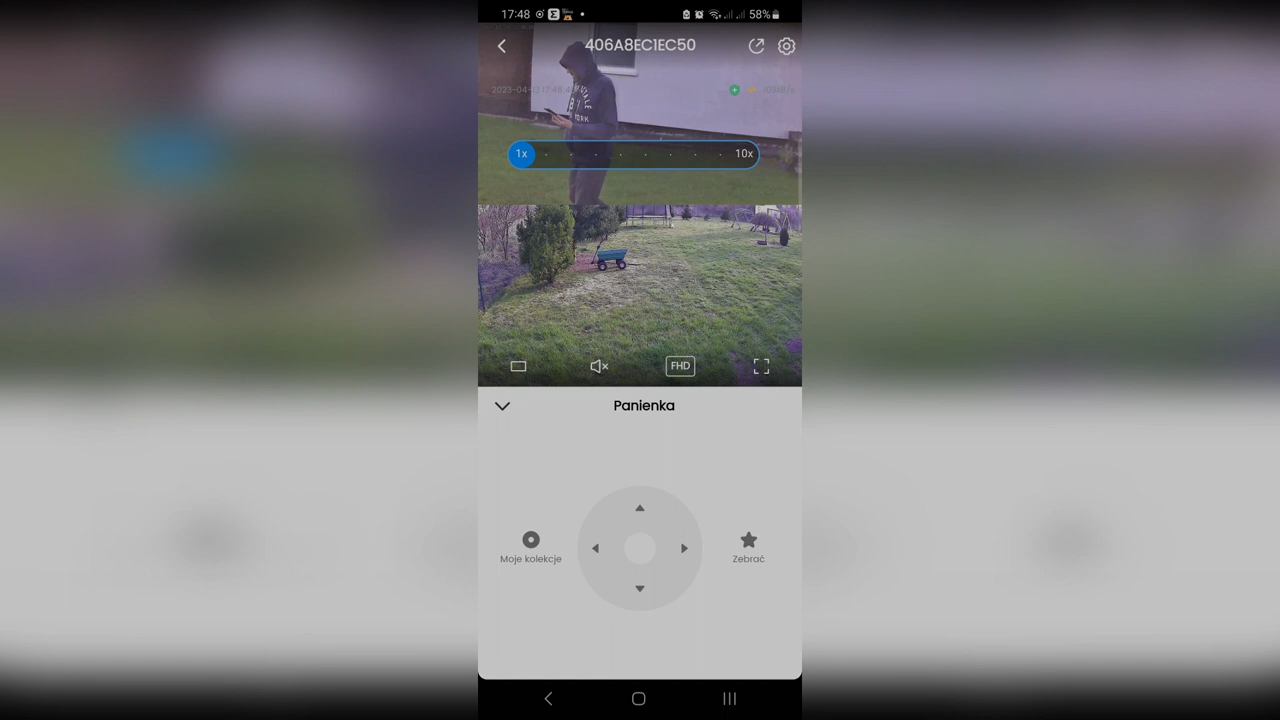 17:48
58%
406A8EC1EC50
1x
10x
FHD
Panienka
Moje kolekcje
Zebrać